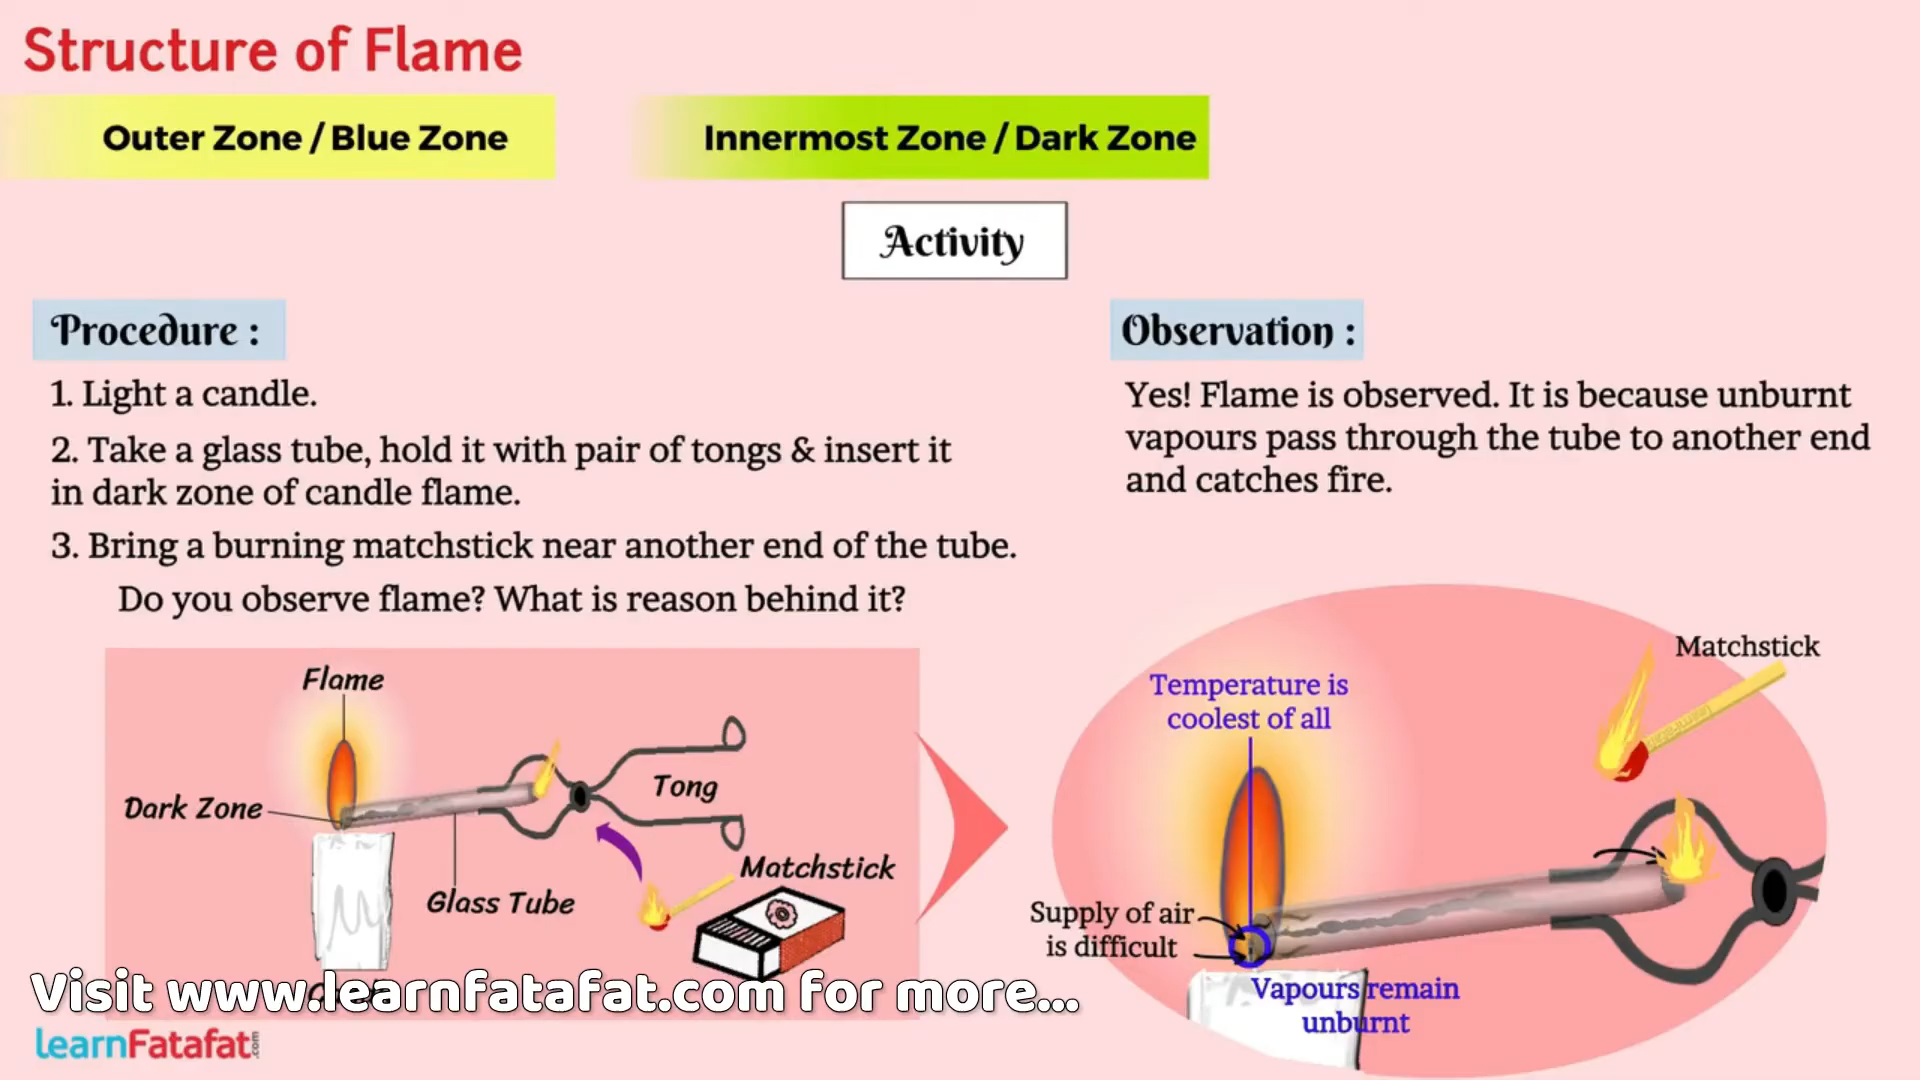 Structure of Flame
Outer Zone / Blue Zone
Innermost Zone / Dark Zone
Activity
Procedure :
1. Light a candle.
2. Take a glass tube, hold it with pair of tongs & insert it
in dark zone of candle flame.
3. Bring a burning matchstick near another end of the tube.
Do you observe flame? What is reason behind it?
Observation :
Yes! Flame is observed. It is because unburnt
vapours pass through the tube to another end
and catches fire.
Flame
Dark Zone
Tong
Glass Tube
Matchstick
Matchstick
Temperature is
coolest of all
Supply of air
is difficult
Vapours remain
unburnt
Visit www.learnfatafat.com for more...
learnFatafat.com